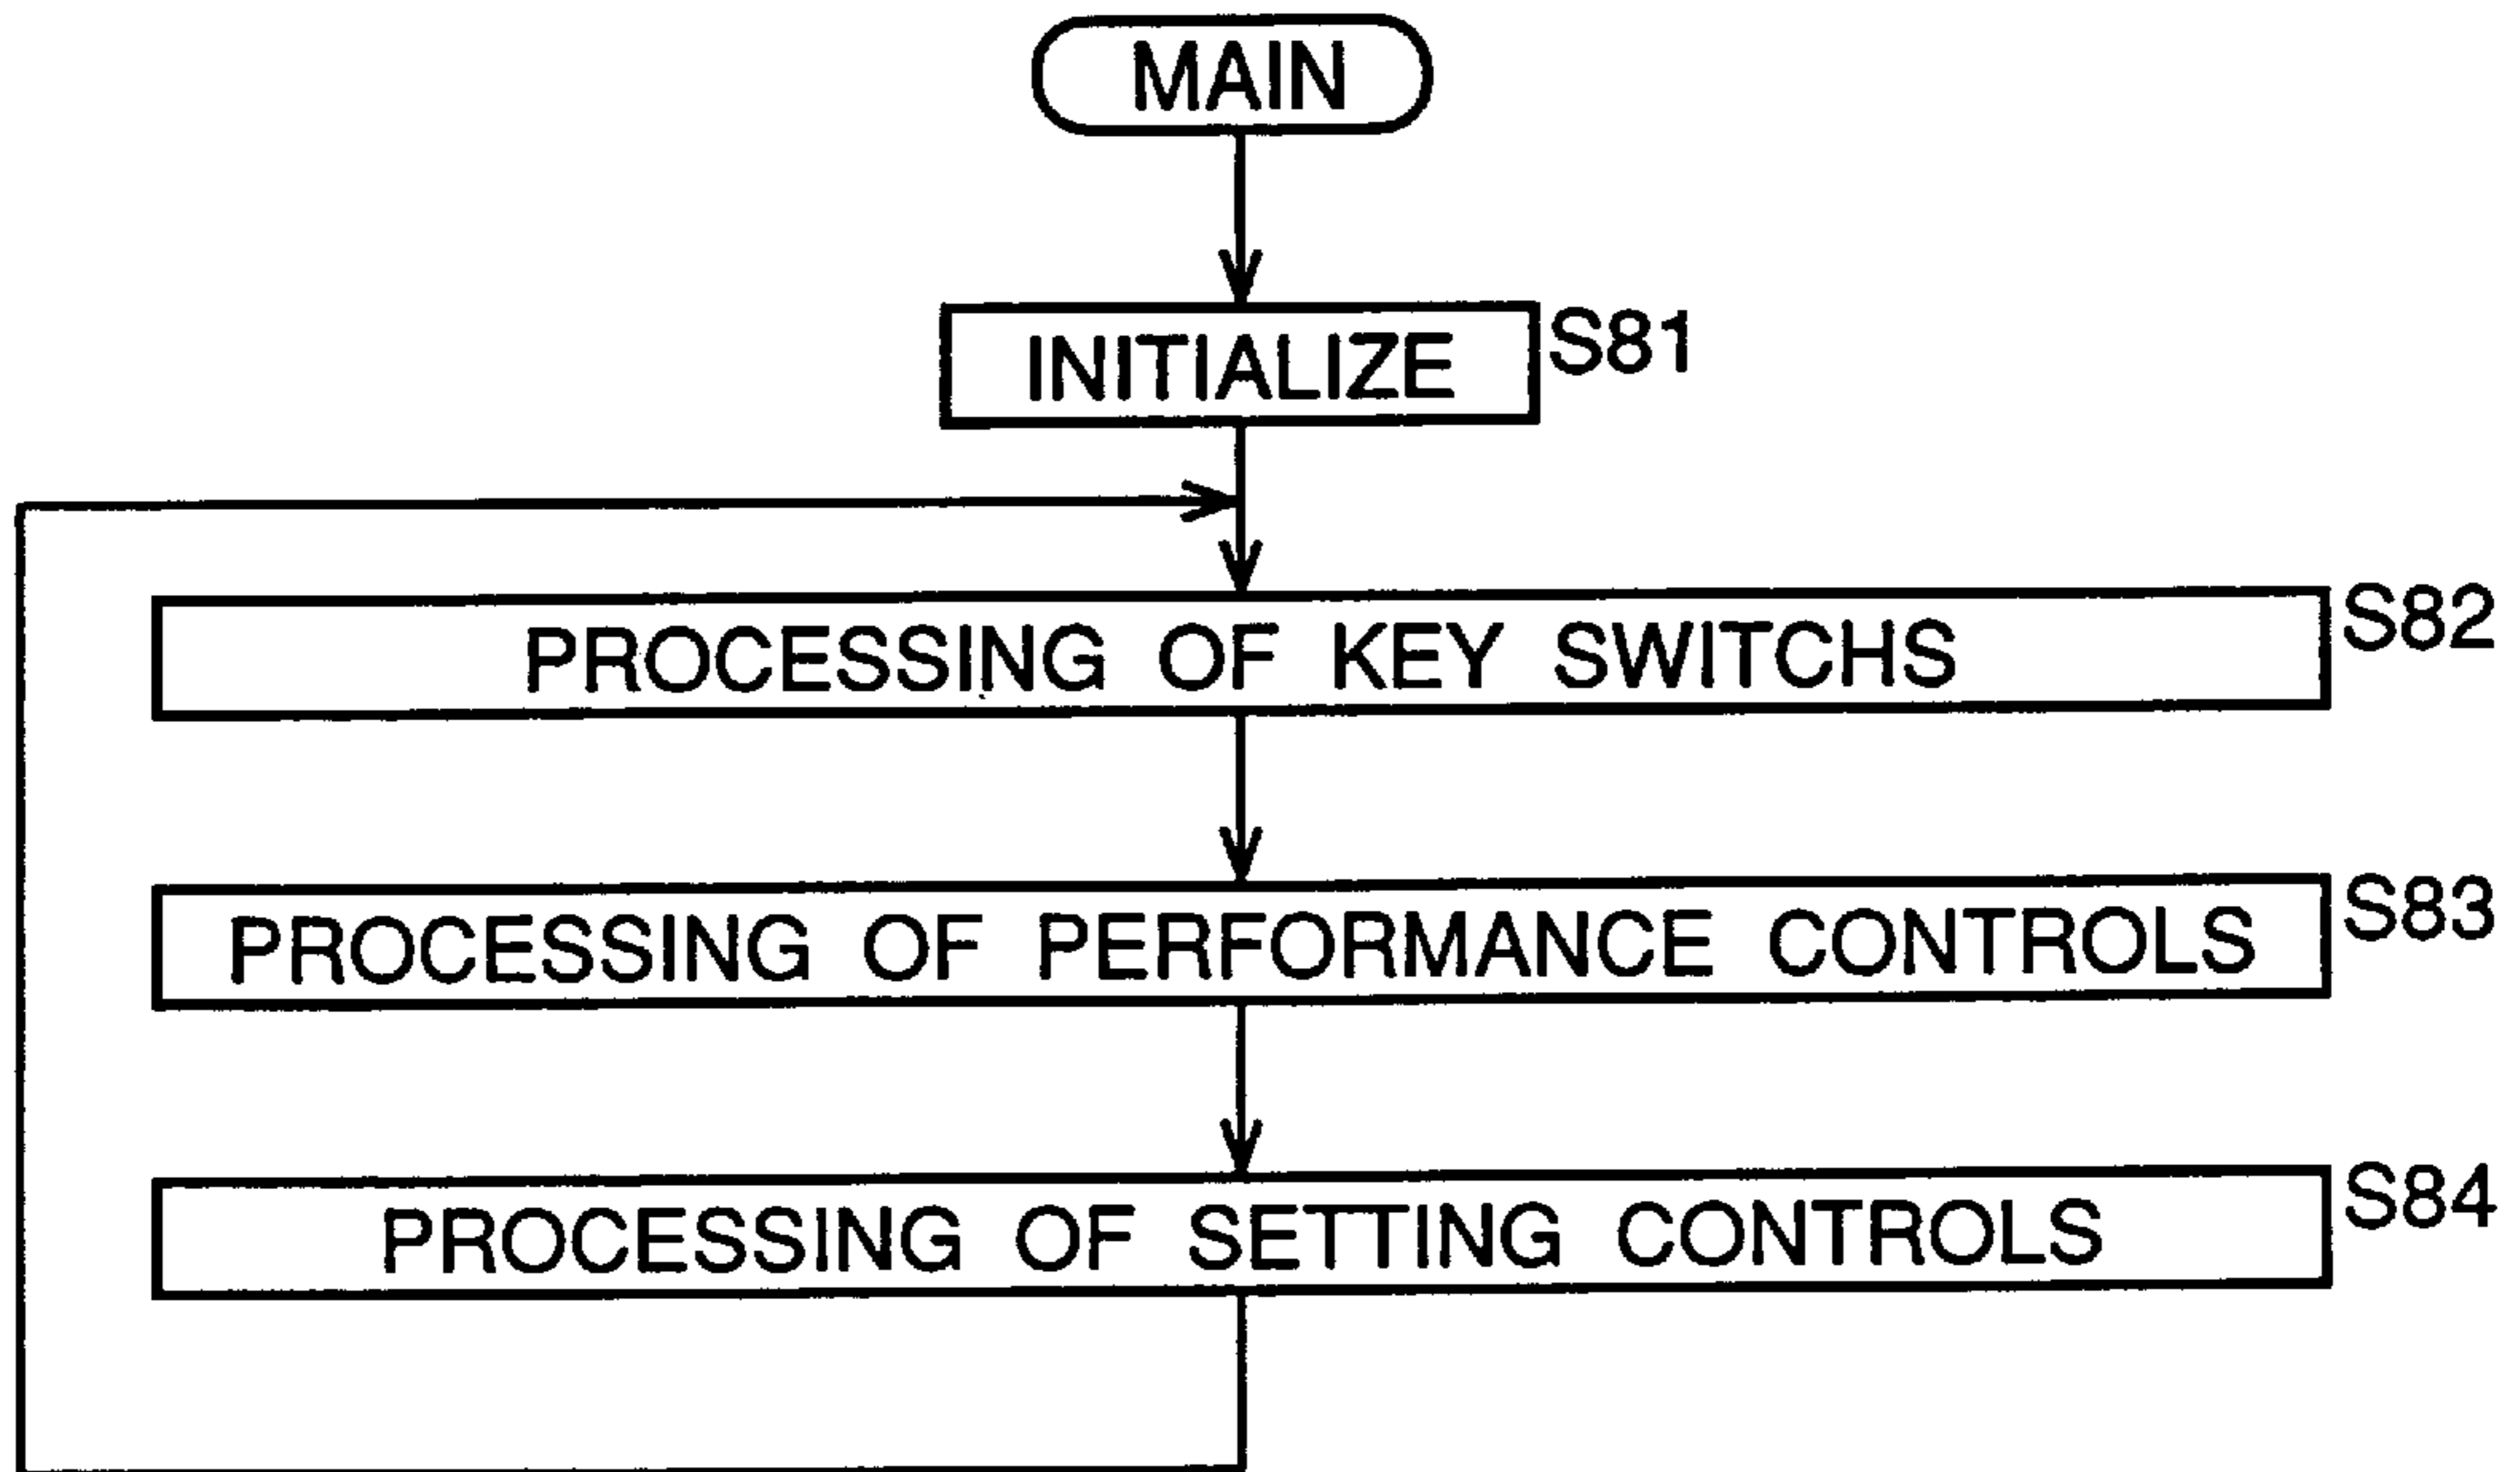 MAIN
INITIALIZE S81
PROCESSING OF KEY SWITCHS S82
PROCESSING OF PERFORMANCE CONTROLS S83
PROCESSING OF SETTING CONTROLS S84